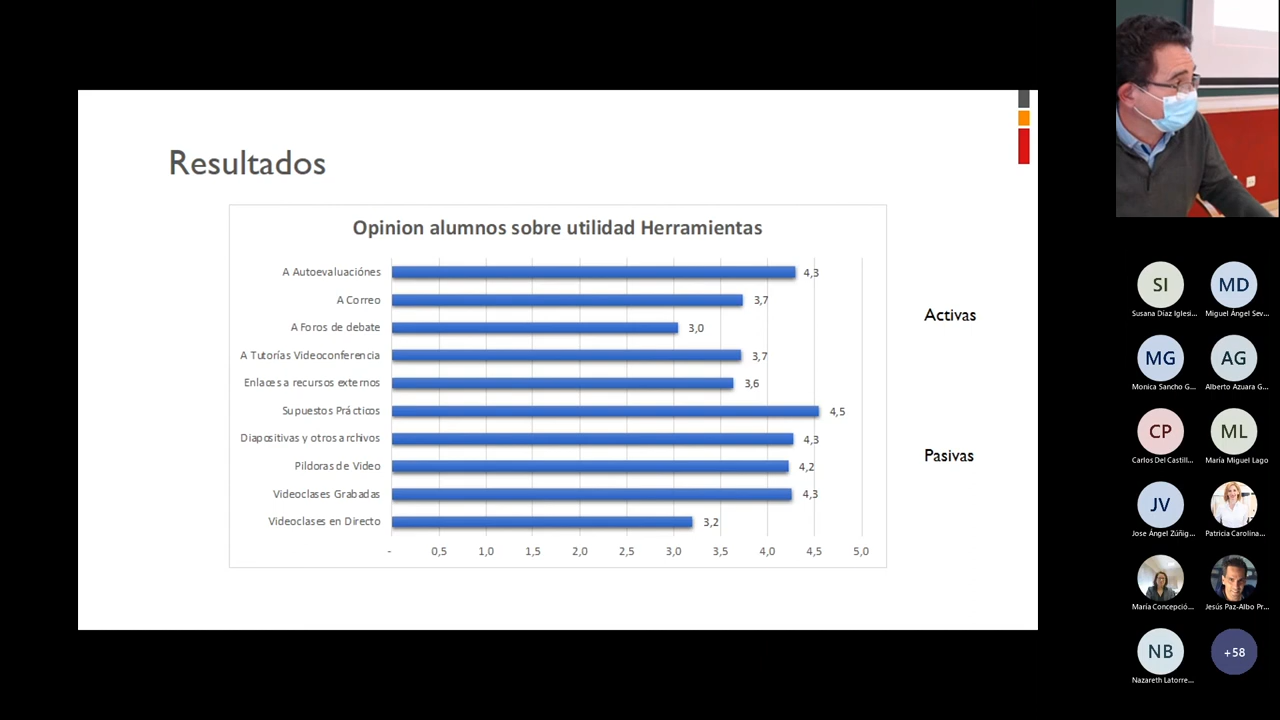 Resultados
Opinion alumnos sobre utilidad Herramientas
A Autoevaluaciónes 4,3
A Correo 3,7
A Foros de debate 3,0
A Tutorías Videoconferencia 3,7
Enlaces a recursos externos 3,6
Supuestos Prácticos 4,5
Diapositivas y otros archivos 4,3
Pildoras de Video 4,2
Videoclases Grabadas 4,3
Videoclases en Directo 3,2
- 0,5 1,0 1,5 2,0 2,5 3,0 3,5 4,0 4,5 5,0
Activas
Pasivas
SI MD
Susana Díaz Iglesi... Miguel Ángel Sev...
MG AG
Monica Sancho G... Alberto Azuara G...
CP ML
Carlos Del Castill... María Miguel Lago
JV
Jose Ángel Zúñig... Patricia Carolina...
María Concepció... Jesús Paz-Albo Pr...
NB +58
Nazareth Latorre...